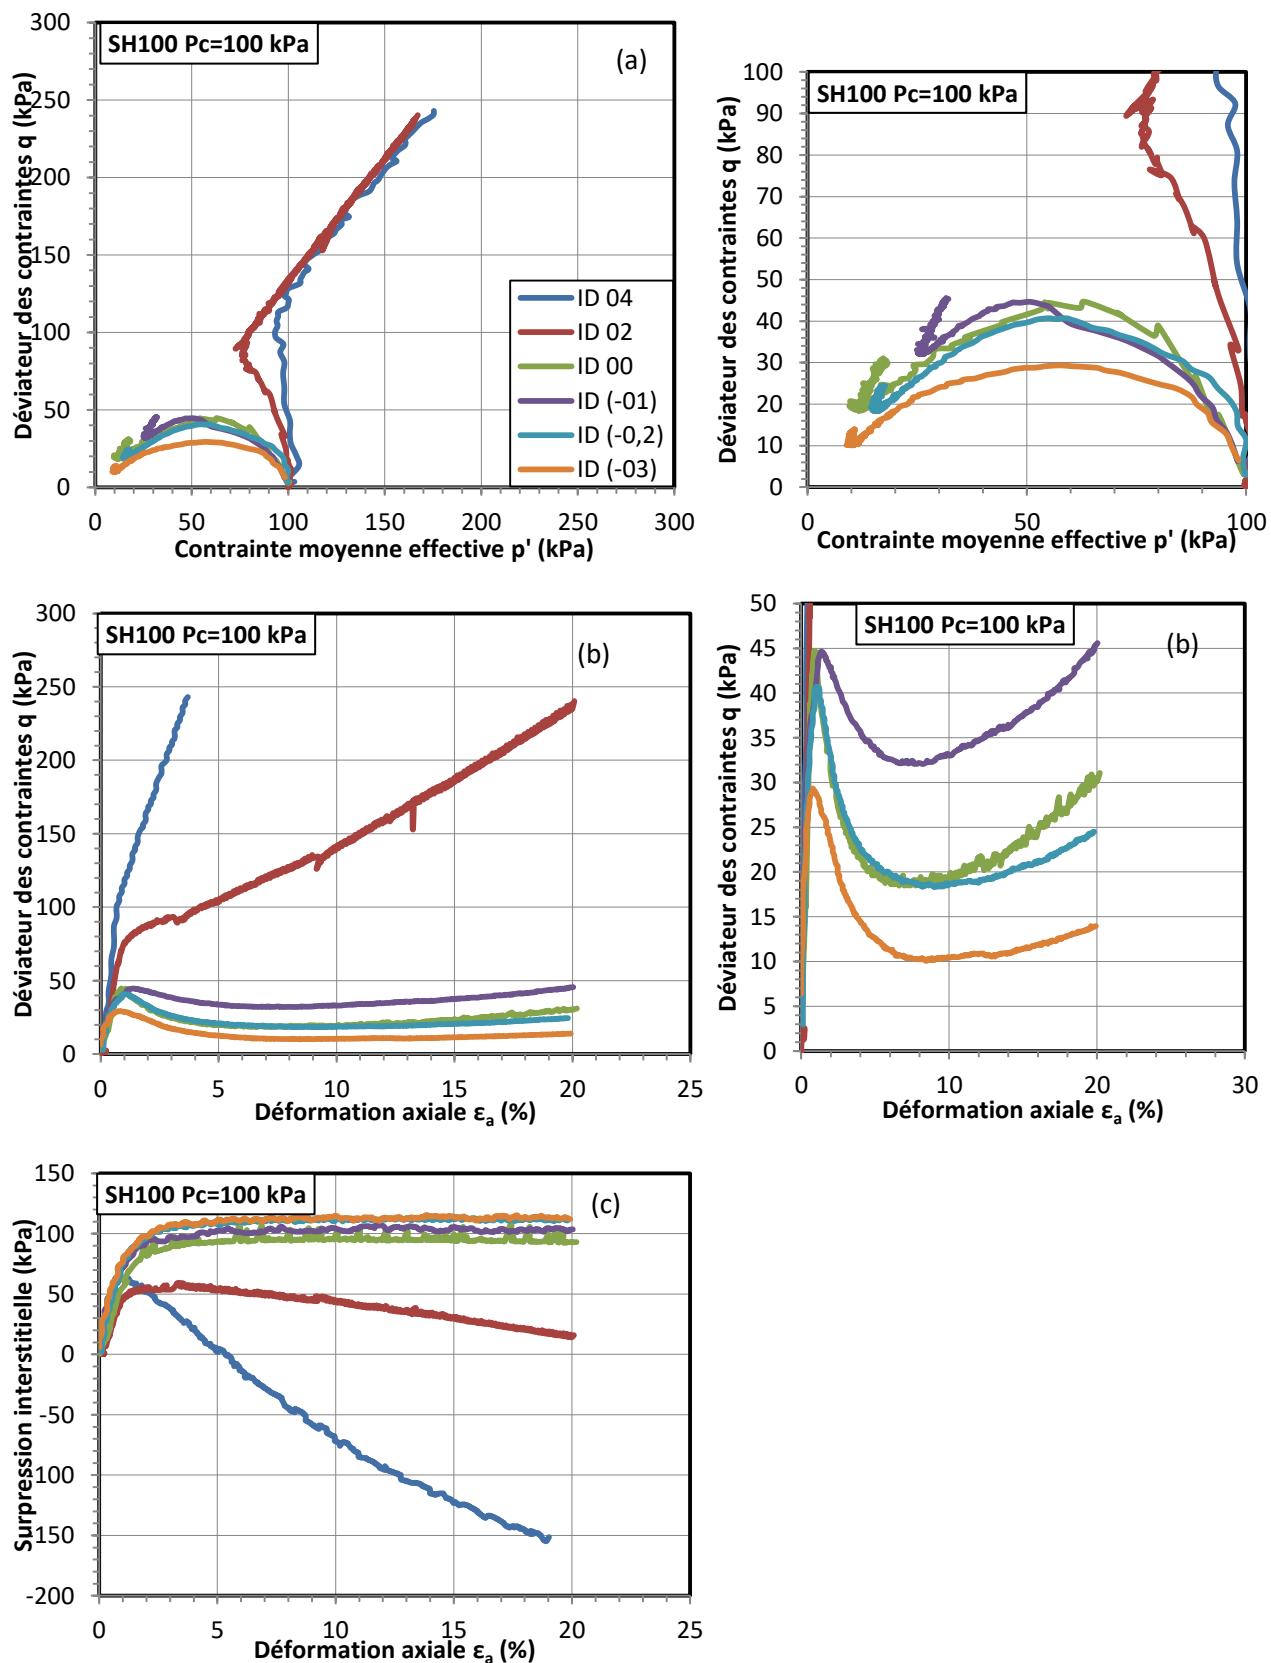 SH100 Pc=100 kPa
(a)
Déviateur des contraintes q (kPa)
300
250
200
150
100
50
0
0 50 100 150 200 250 300
Contrainte moyenne effective p' (kPa)
ID 04
ID 02
ID 00
ID (-01)
ID (-0,2)
ID (-03)
SH100 Pc=100 kPa
Déviateur des contraintes q (kPa)
100
90
80
70
60
50
40
30
20
10
0
0 50 100
Contrainte moyenne effective p' (kPa)
SH100 Pc=100 kPa
(b)
Déviateur des contraintes q (kPa)
300
250
200
150
100
50
0
0 5 10 15 20 25
Déformation axiale εa (%)
SH100 Pc=100 kPa
(b)
Déviateur des contraintes q (kPa)
50
45
40
35
30
25
20
15
10
5
0
0 10 20 30
Déformation axiale εa (%)
SH100 Pc=100 kPa
(c)
Surpression interstitielle (kPa)
150
100
50
0
-50
-100
-150
-200
0 5 10 15 20 25
Déformation axiale εa (%)